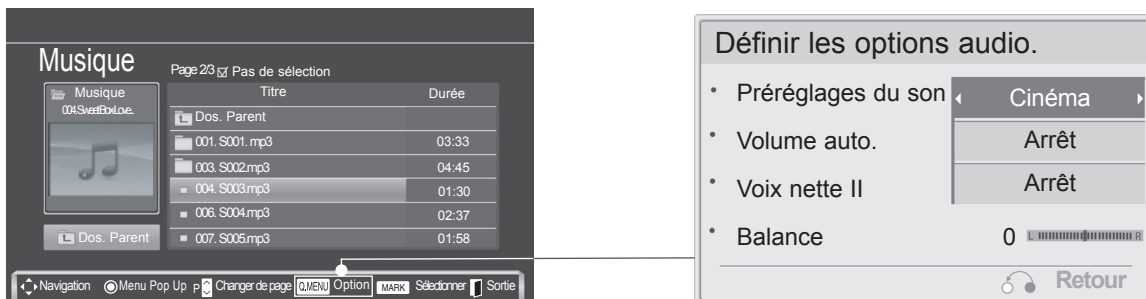 Musique
Page 2/3 Pas de sélection
Musique
004.SweetBoxLove..
Dos. Parent
Titre Durée
Dos. Parent
001. S001. mp3 03:33
003. S002.mp3 04:45
004. S003.mp3 01:30
006. S004.mp3 02:37
007. S005.mp3 01:58
Navigation Menu Pop Up P Changer de page Q.MENU Option MARK Sélectionner Sortie
Définir les options audio.
• Préréglages du son Cinéma
• Volume auto. Arrêt
• Voix nette II Arrêt
• Balance 0 L R
Retour